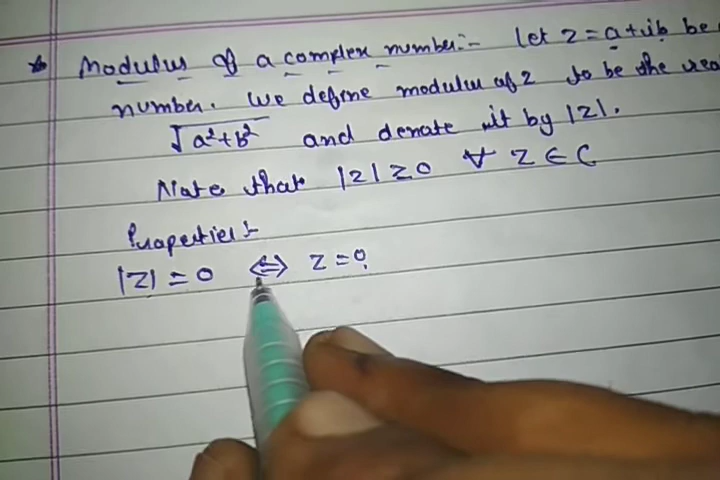 * Modulus of a complex number:- Let z = a+ib be
number. We define modulus of z to be the real
√a²+b² and denote it by |z|.
Note that |z| ≥ 0 ∀ z ∈ C
Properties:-
|z| = 0 ⇔ z = 0